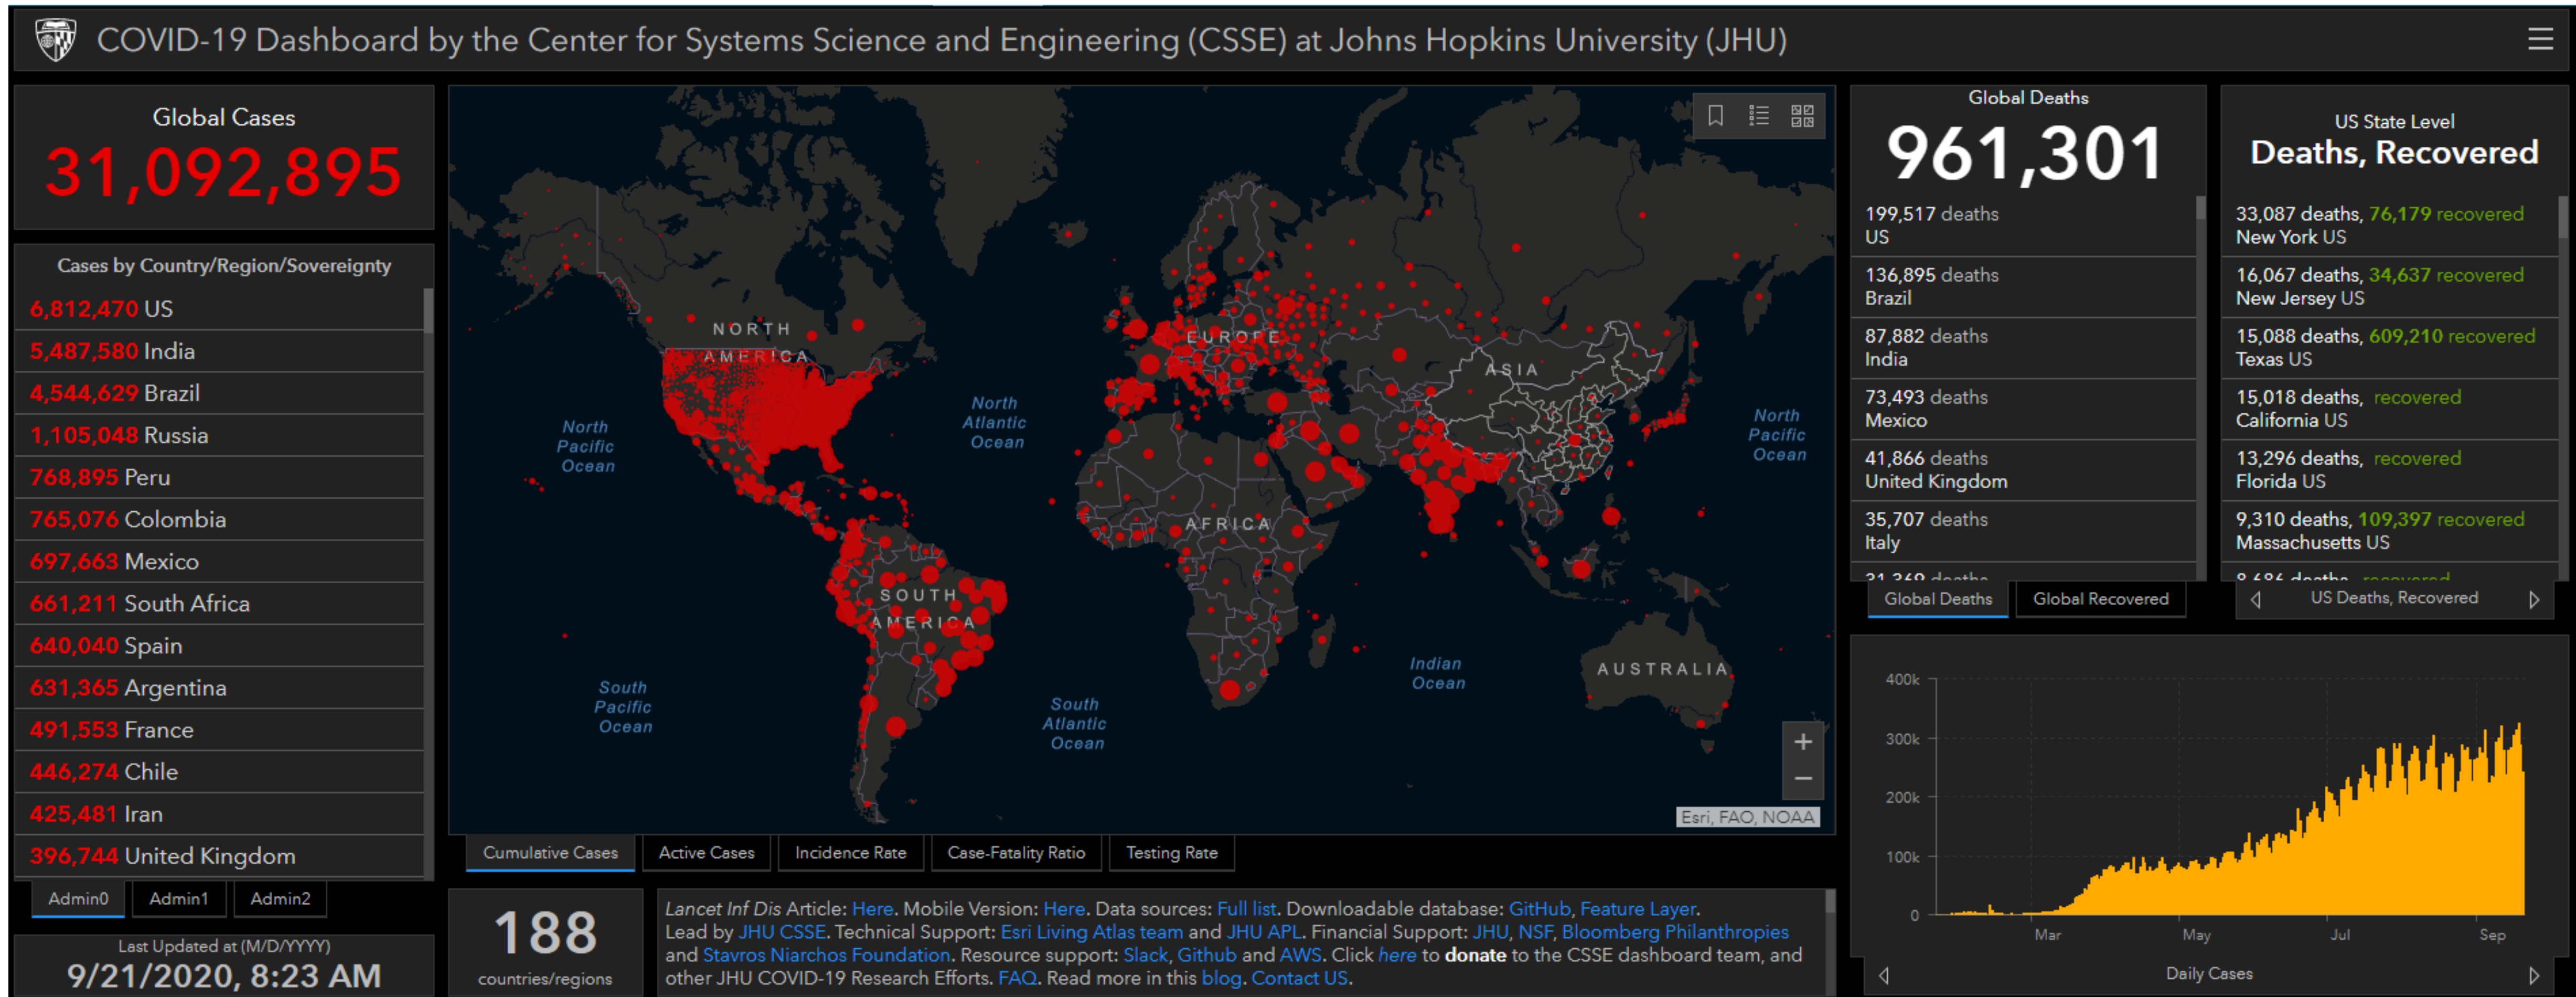 COVID-19 Dashboard by the Center for Systems Science and Engineering (CSSE) at Johns Hopkins University (JHU)
Global Cases
31,092,895
Cases by Country/Region/Sovereignty
6,812,470 US
5,487,580 India
4,544,629 Brazil
1,105,048 Russia
768,895 Peru
765,076 Colombia
697,663 Mexico
661,211 South Africa
640,040 Spain
631,365 Argentina
491,553 France
446,274 Chile
425,481 Iran
396,744 United Kingdom
Admin0
Admin1
Admin2
Last Updated at (M/D/YYYY)
9/21/2020, 8:23 AM
NORTH
AMERICA
EUROPE
ASIA
North
Pacific
Ocean
North
Atlantic
Ocean
North
Pacific
Ocean
AFRICA
SOUTH
AMERICA
South
Pacific
Ocean
South
Atlantic
Ocean
Indian
Ocean
AUSTRALIA
+
−
Esri, FAO, NOAA
Cumulative Cases
Active Cases
Incidence Rate
Case-Fatality Ratio
Testing Rate
188
countries/regions
Lancet Inf Dis Article: Here. Mobile Version: Here. Data sources: Full list. Downloadable database: GitHub, Feature Layer.
Lead by JHU CSSE. Technical Support: Esri Living Atlas team and JHU APL. Financial Support: JHU, NSF, Bloomberg Philanthropies
and Stavros Niarchos Foundation. Resource support: Slack, Github and AWS. Click here to donate to the CSSE dashboard team, and
other JHU COVID-19 Research Efforts. FAQ. Read more in this blog. Contact US.
Global Deaths
961,301
199,517 deaths
US
136,895 deaths
Brazil
87,882 deaths
India
73,493 deaths
Mexico
41,866 deaths
United Kingdom
35,707 deaths
Italy
Global Deaths
Global Recovered
US State Level
Deaths, Recovered
33,087 deaths, 76,179 recovered
New York US
16,067 deaths, 34,637 recovered
New Jersey US
15,088 deaths, 609,210 recovered
Texas US
15,018 deaths, recovered
California US
13,296 deaths, recovered
Florida US
9,310 deaths, 109,397 recovered
Massachusetts US
US Deaths, Recovered
400k
300k
200k
100k
0
Mar
May
Jul
Sep
Daily Cases